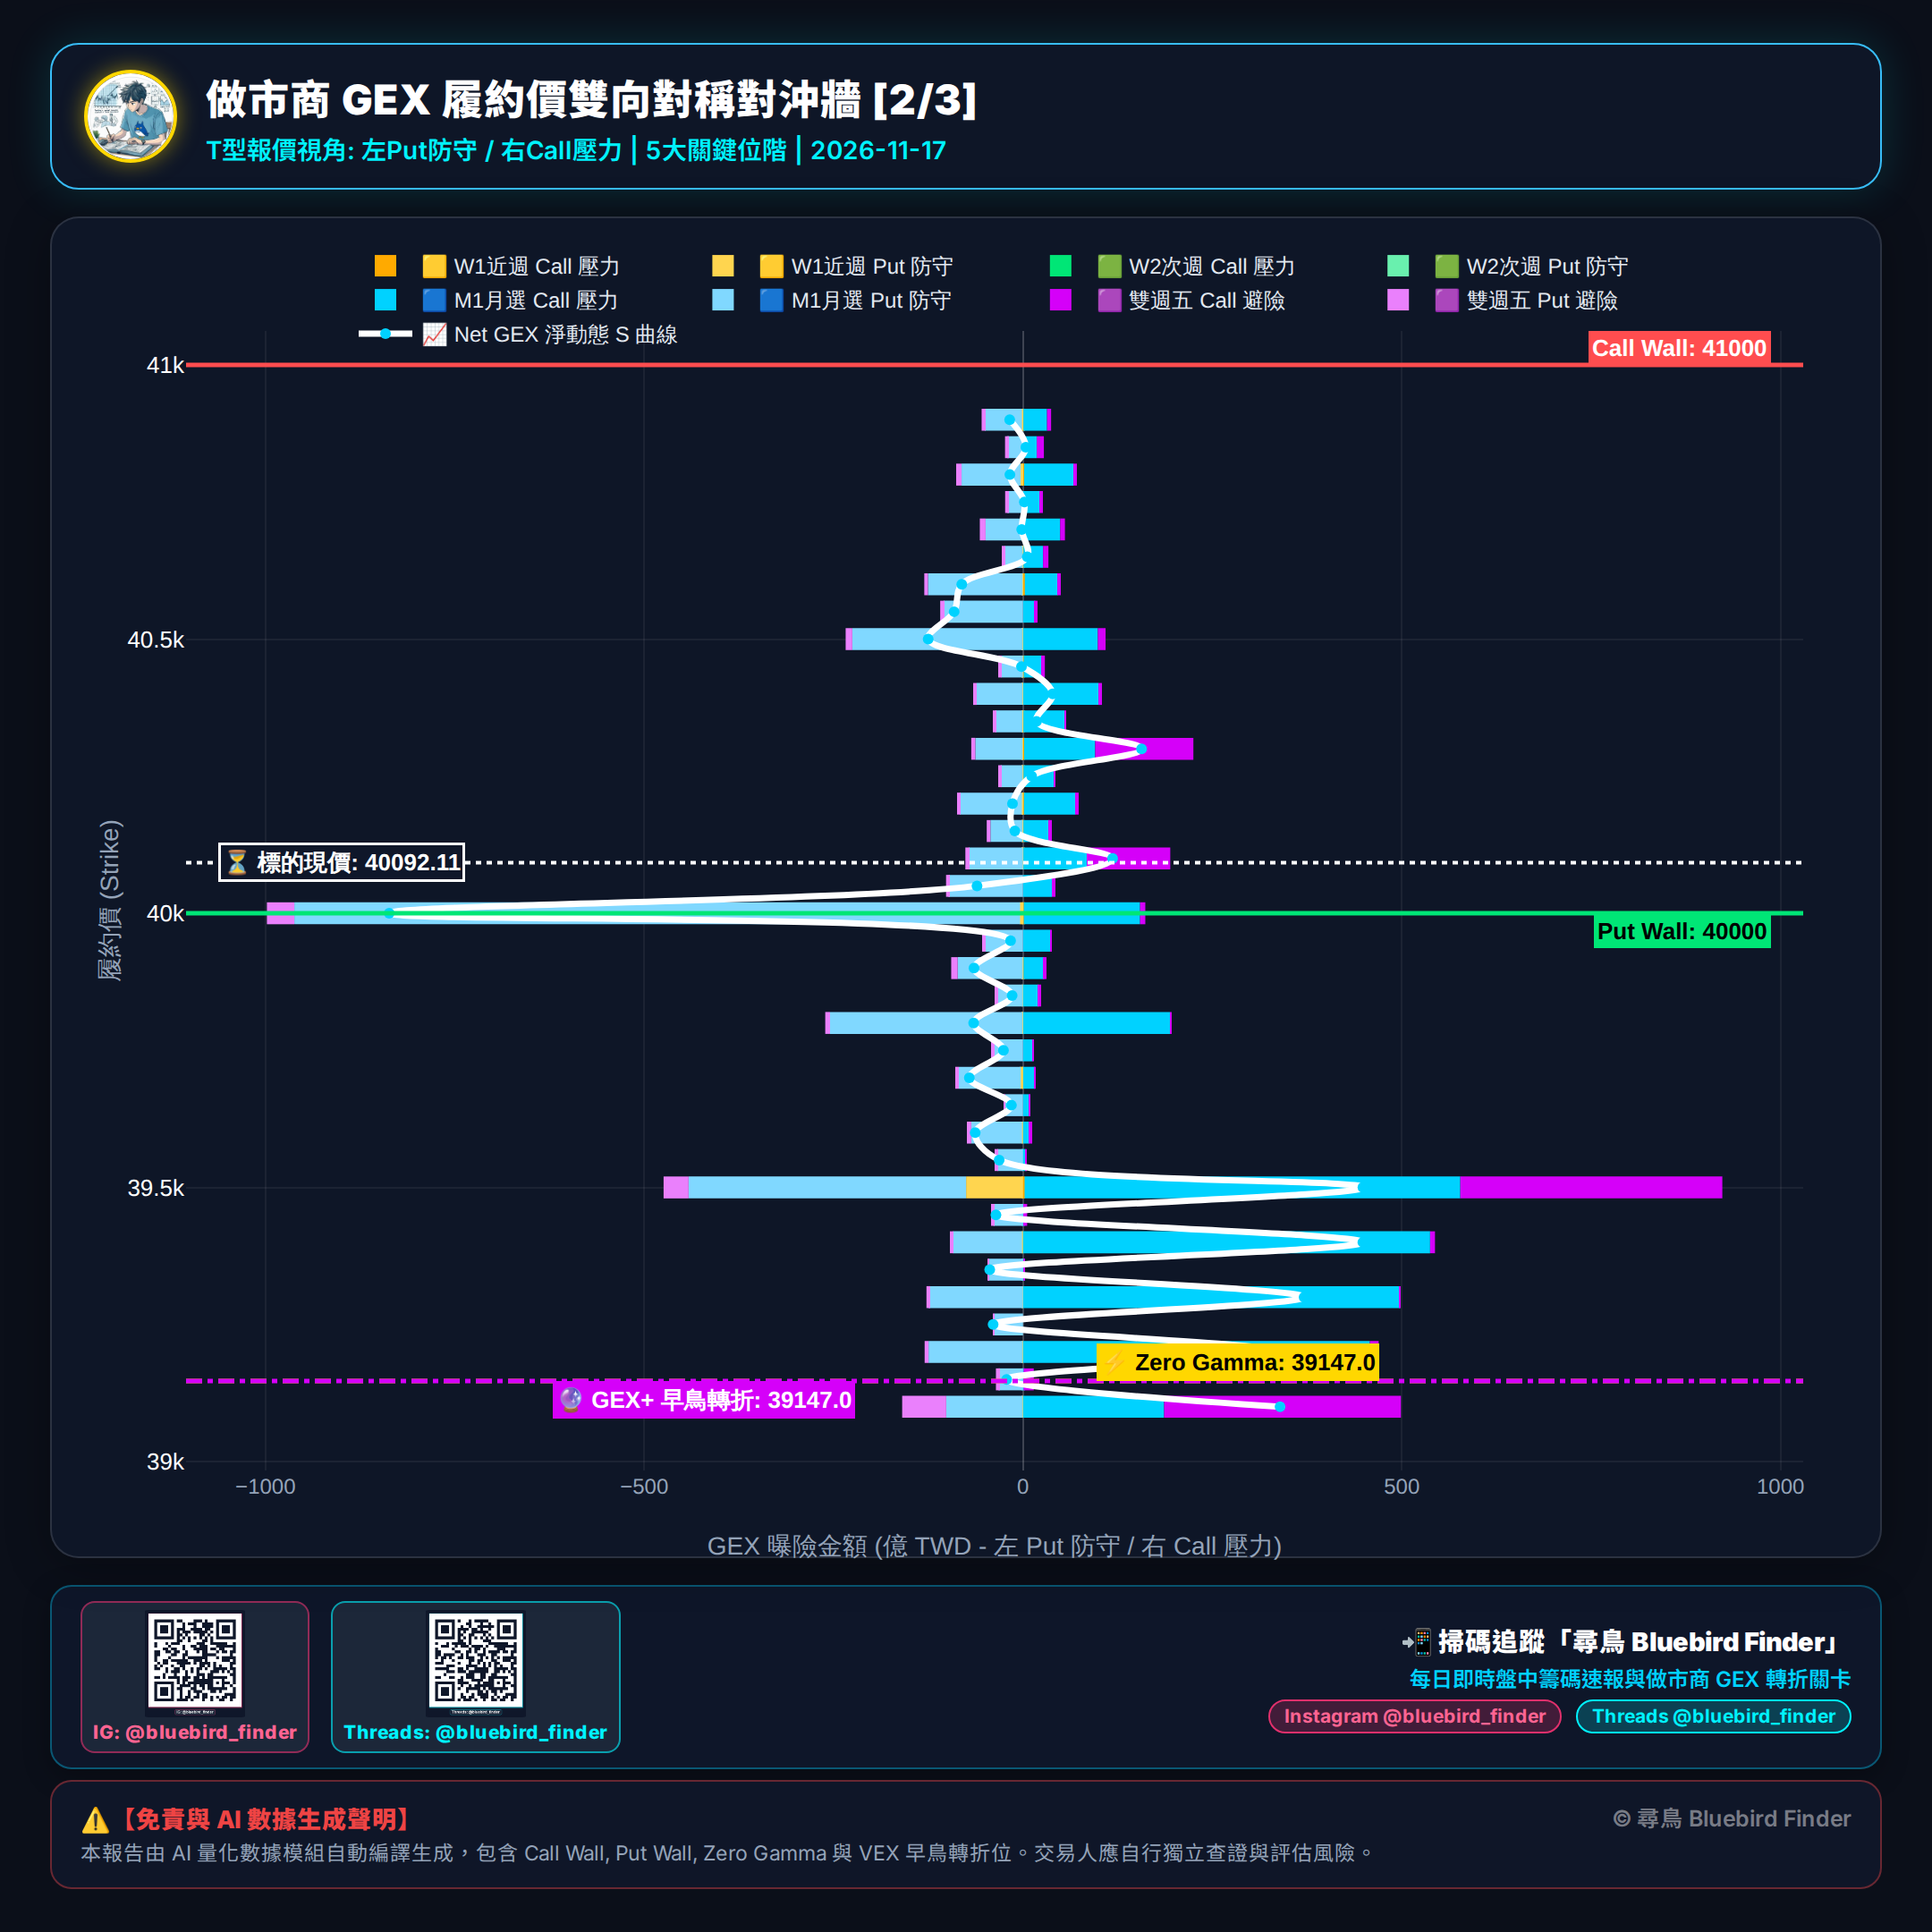 做市商 GEX 履約價雙向對稱對沖牆 [2/3]
T型報價視角: 左Put防守 / 右Call壓力 | 5大關鍵位階 | 2026-11-17
W1近週 Call 壓力
W1近週 Put 防守
W2次週 Call 壓力
W2次週 Put 防守
M1月選 Call 壓力
M1月選 Put 防守
雙週五 Call 避險
雙週五 Put 避險
Net GEX 淨動態 S 曲線
Call Wall: 41000
41k
40.5k
標的現價: 40092.11
40k
Put Wall: 40000
履約價 (Strike)
39.5k
Zero Gamma: 39147.0
GEX+ 早鳥轉折: 39147.0
39k
−1000
−500
0
500
1000
GEX 曝險金額 (億 TWD - 左 Put 防守 / 右 Call 壓力)
IG: @bluebird_finder
Threads: @bluebird_finder
IG: @bluebird_finder
Threads: @bluebird_finder
掃碼追蹤「尋鳥 Bluebird Finder」
每日即時盤中籌碼速報與做市商 GEX 轉折關卡
Instagram @bluebird_finder
Threads @bluebird_finder
【免責與 AI 數據生成聲明】
© 尋鳥 Bluebird Finder
本報告由 AI 量化數據模組自動編譯生成，包含 Call Wall, Put Wall, Zero Gamma 與 VEX 早鳥轉折位。交易人應自行獨立查證與評估風險。